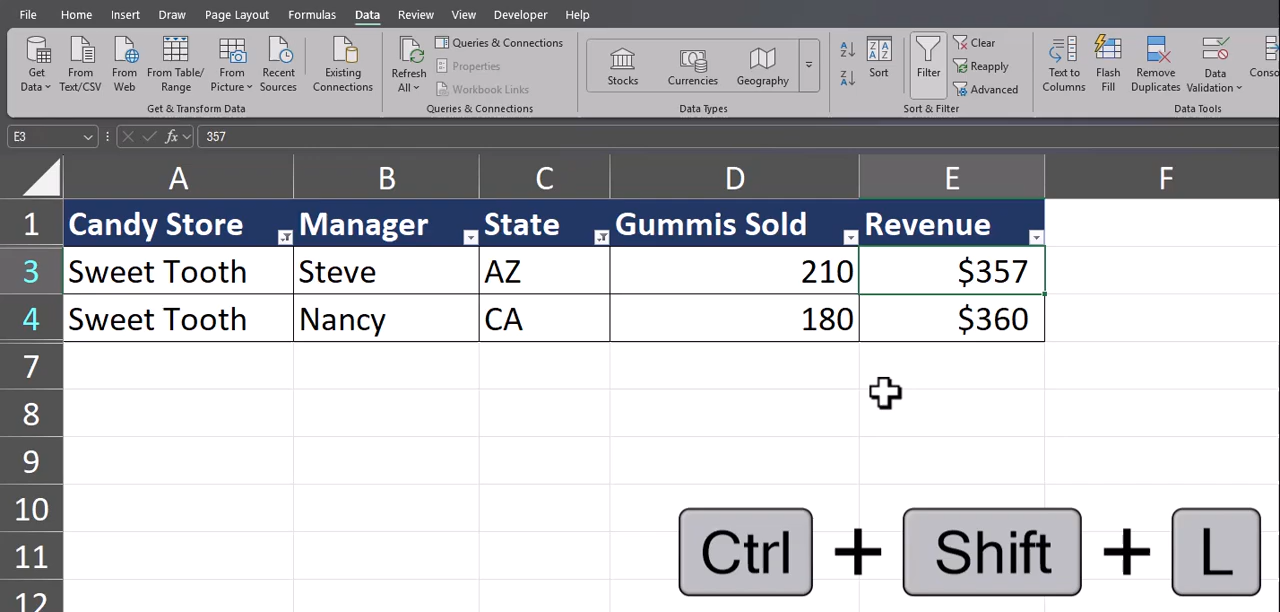 File Home Insert Draw Page Layout Formulas Data Review View Developer Help
Get Data From Text/CSV From Web From Table/ Range From Picture Recent Sources Existing Connections
Get & Transform Data
Refresh All Queries & Connections Properties Workbook Links
Queries & Connections
Stocks Currencies Geography
Data Types
Sort Filter Clear Reapply Advanced
Sort & Filter
Text to Columns Flash Fill Remove Duplicates Data Validation Conso
Data Tools
E3 fx 357
A B C D E F
1 Candy Store Manager State Gummis Sold Revenue
3 Sweet Tooth Steve AZ 210 $357
4 Sweet Tooth Nancy CA 180 $360
7
8
9
10
11
12
Ctrl + Shift + L